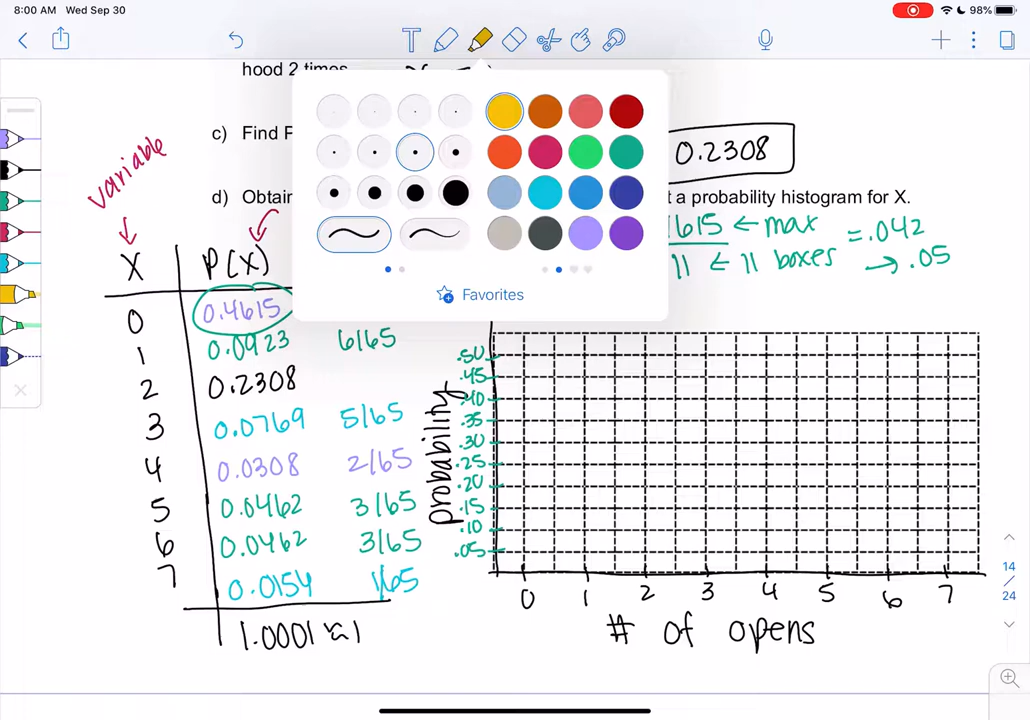 8:00 AM Wed Sep 30
98%
T
hood 2 times
c) Find P
0.2308
d) Obtain
t a probability histogram for X.
variable
1615 ← max = .042
11 ← 11 boxes → .05
Favorites
X P(X)
0 0.4615
1 0.0923 6/65
2 0.2308
3 0.0769 5/65
4 0.0308 2/65
5 0.0462 3/65
6 0.0462 3/65
7 0.0154 1/65
1.0001 ≈ 1
probability
.50
.45
.40
.35
.30
.25
.20
.15
.10
.05
0 1 2 3 4 5 6 7
# of opens
14
/
24